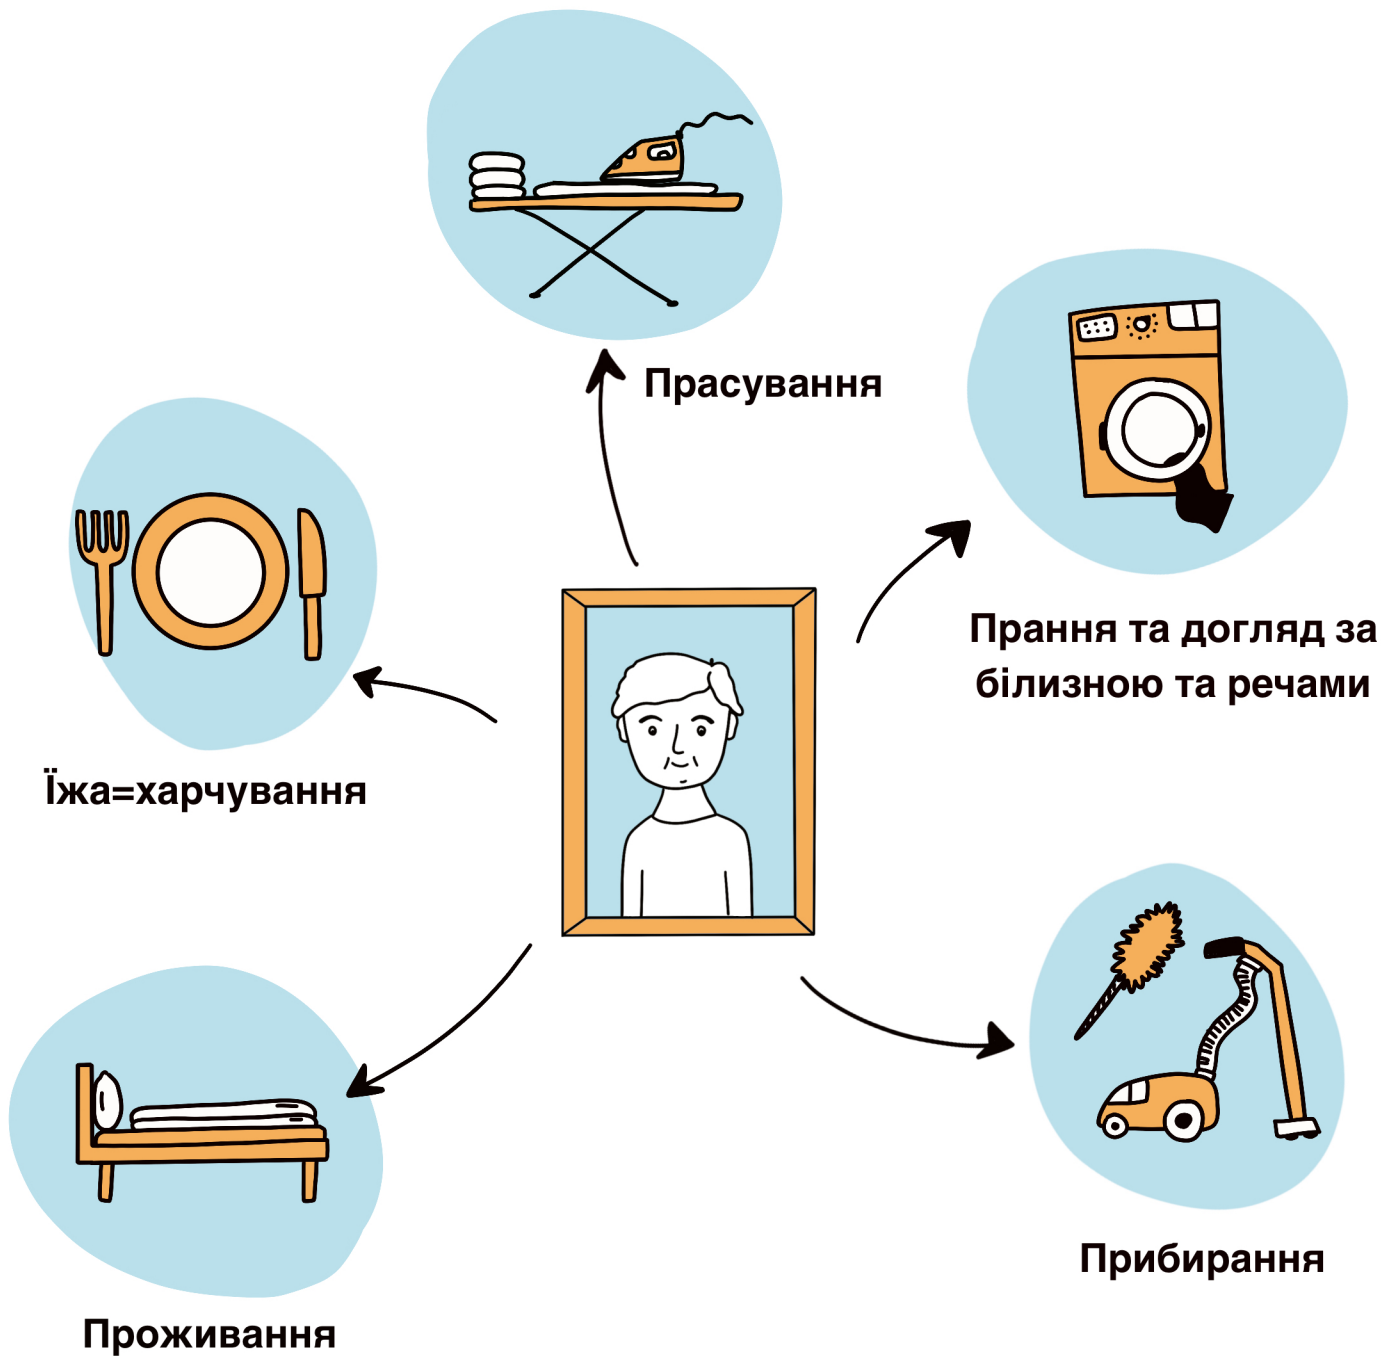 Прасування
Прання та догляд за
білизною та речами
Їжа=харчування
Прибирання
Проживання